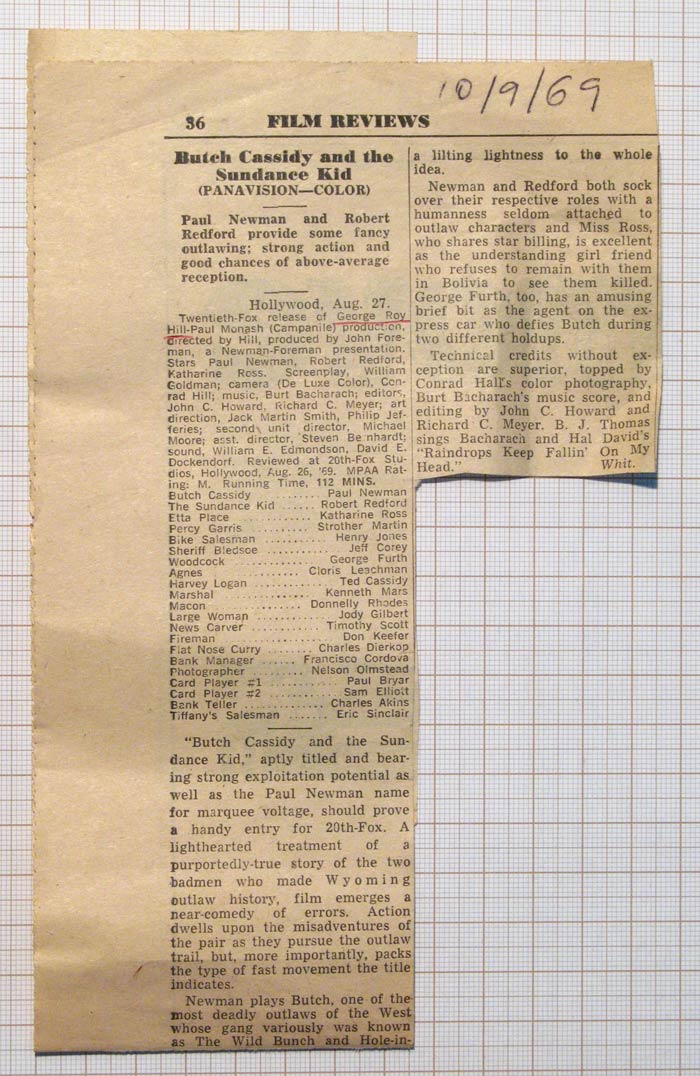 10/9/69
36 FILM REVIEWS
Butch Cassidy and the
Sundance Kid
(PANAVISION—COLOR)
Paul Newman and Robert
Redford provide some fancy
outlawing; strong action and
good chances of above-average
reception.
Hollywood, Aug. 27.
Twentieth-Fox release of George Roy
Hill-Paul Monash (Campanile) production,
directed by Hill, produced by John Fore-
man, a Newman-Foreman presentation.
Stars Paul Newman, Robert Redford,
Katharine Ross. Screenplay, William
Goldman; camera (De Luxe Color), Con-
rad Hill; music, Burt Bacharach; editors,
John C. Howard, Richard C. Meyer; art
direction, Jack Martin Smith, Philip Jef-
feries; second unit director, Michael
Moore; asst. director, Steven Be nhardt;
sound, William E. Edmondson, David E.
Dockendorf. Reviewed at 20th-Fox Stu-
dios, Hollywood, Aug. 26, '69. MPAA Rat-
ing: M. Running Time, 112 MINS.
Butch Cassidy ........ Paul Newman
The Sundance Kid ...... Robert Redford
Etta Place ............ Katharine Ross
Percy Garris .......... Strother Martin
Bike Salesman .......... Henry Jones
Sheriff Bledsoe .......... Jeff Corey
Woodcock ............ George Furth
Agnes .......... Cloris Leachman
Harvey Logan ............ Ted Cassidy
Marshal .............. Kenneth Mars
Macon .............. Donnelly Rhodes
Large Woman ............ Jody Gilbert
News Carver .......... Timothy Scott
Fireman .............. Don Keefer
Flat Nose Curry ........ Charles Dierkop
Bank Manager ...... Francisco Cordova
Photographer .......... Nelson Olmstead
Card Player #1 ............ Paul Bryar
Card Player #2 ............ Sam Elliott
Bank Teller ............. Charles Akins
Tiffany's Salesman ....... Eric Sinclair
"Butch Cassidy and the Sun-
dance Kid," aptly titled and bear-
ing strong exploitation potential as
well as the Paul Newman name
for marquee voltage, should prove
a handy entry for 20th-Fox. A
lighthearted treatment of a
purportedly-true story of the two
badmen who made Wyoming
outlaw history, film emerges a
near-comedy of errors. Action
dwells upon the misadventures of
the pair as they pursue the outlaw
trail, but, more importantly, packs
the type of fast movement the title
indicates.
Newman plays Butch, one of the
most deadly outlaws of the West
whose gang variously was known
as The Wild Bunch and Hole-in-
a lilting lightness to the whole
idea.
Newman and Redford both sock
over their respective roles with a
humanness seldom attached to
outlaw characters and Miss Ross,
who shares star billing, is excellent
as the understanding girl friend
who refuses to remain with them
in Bolivia to see them killed.
George Furth, too, has an amusing
brief bit as the agent on the ex-
press car who defies Butch during
two different holdups.
Technical credits without ex-
ception are superior, topped by
Conrad Hall's color photography,
Burt Bacharach's music score, and
editing by John C. Howard and
Richard C. Meyer. B. J. Thomas
sings Bacharach and Hal David's
"Raindrops Keep Fallin' On My
Head." Whit.